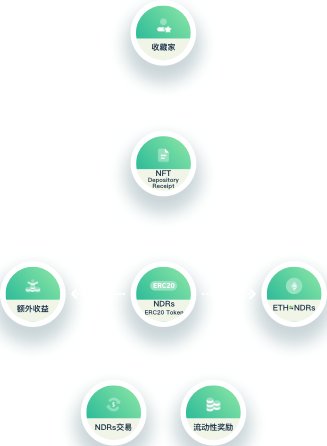 收藏家
NFT
Depository
Receipt
ERC20
额外收益
NDRs
ERC20 Token
ETH≈NDRs
NDRs交易
流动性奖励